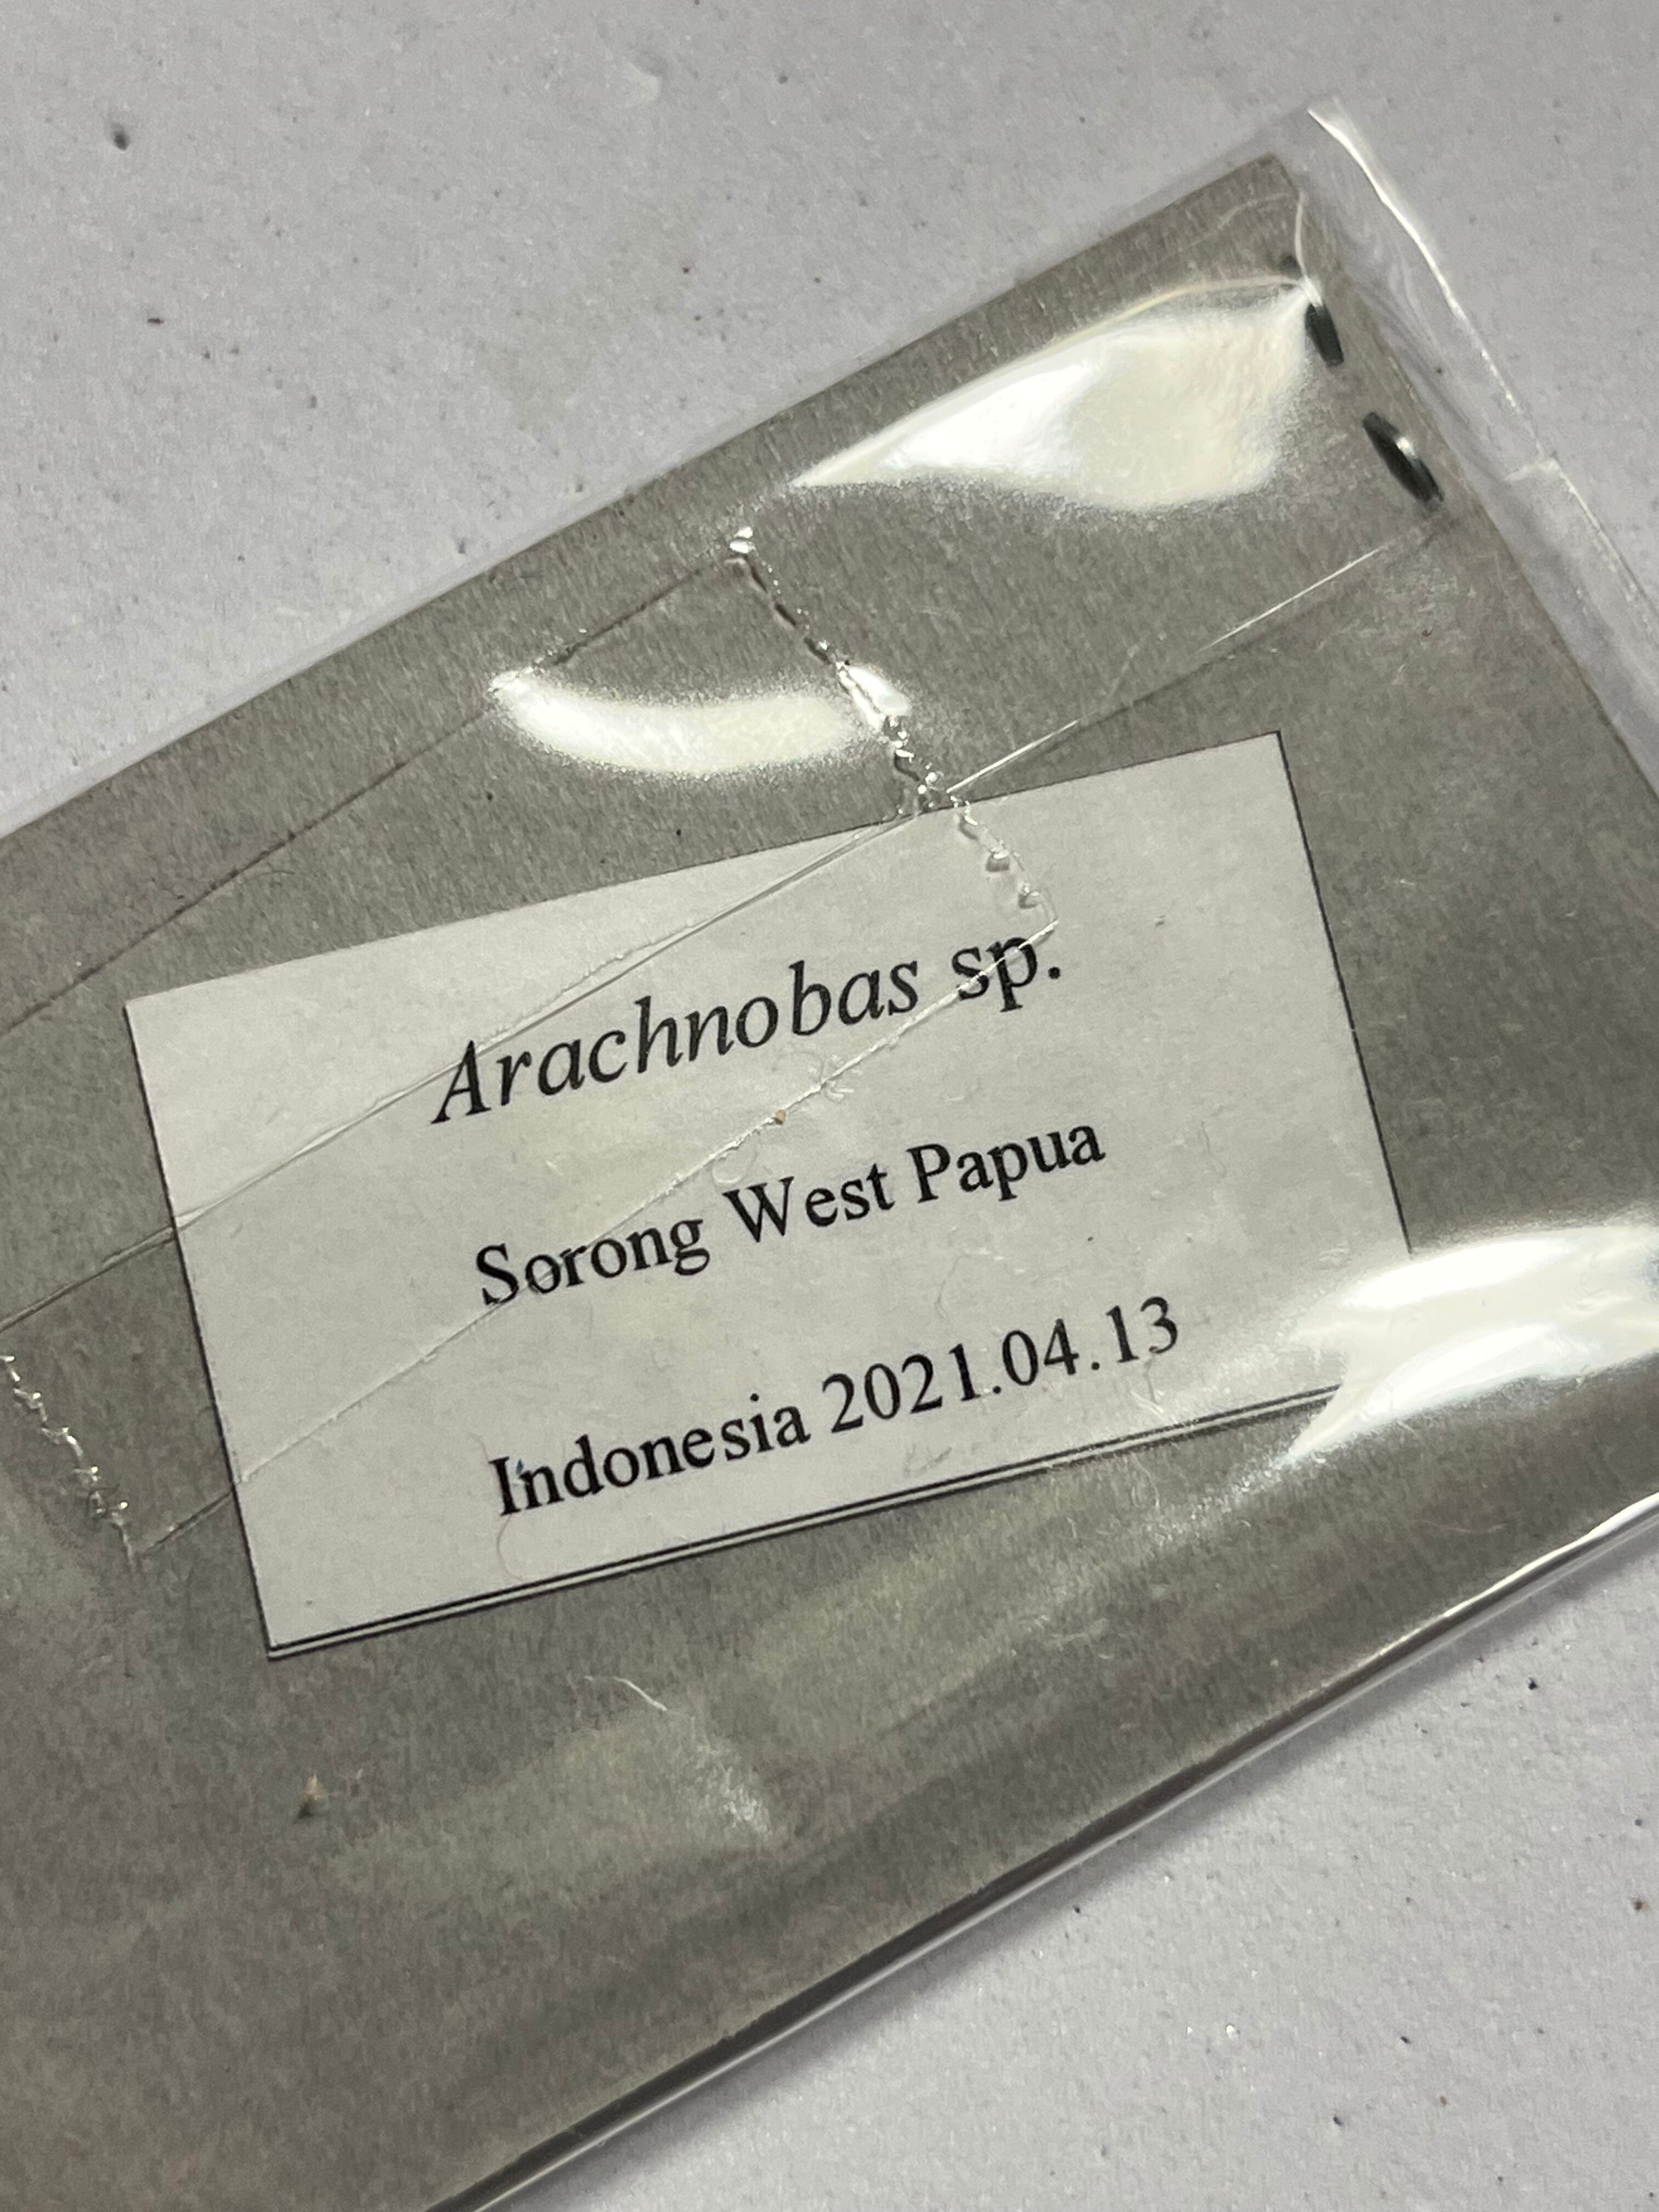 Arachnobas sp.
Sorong West Papua
Indonesia 2021.04.13